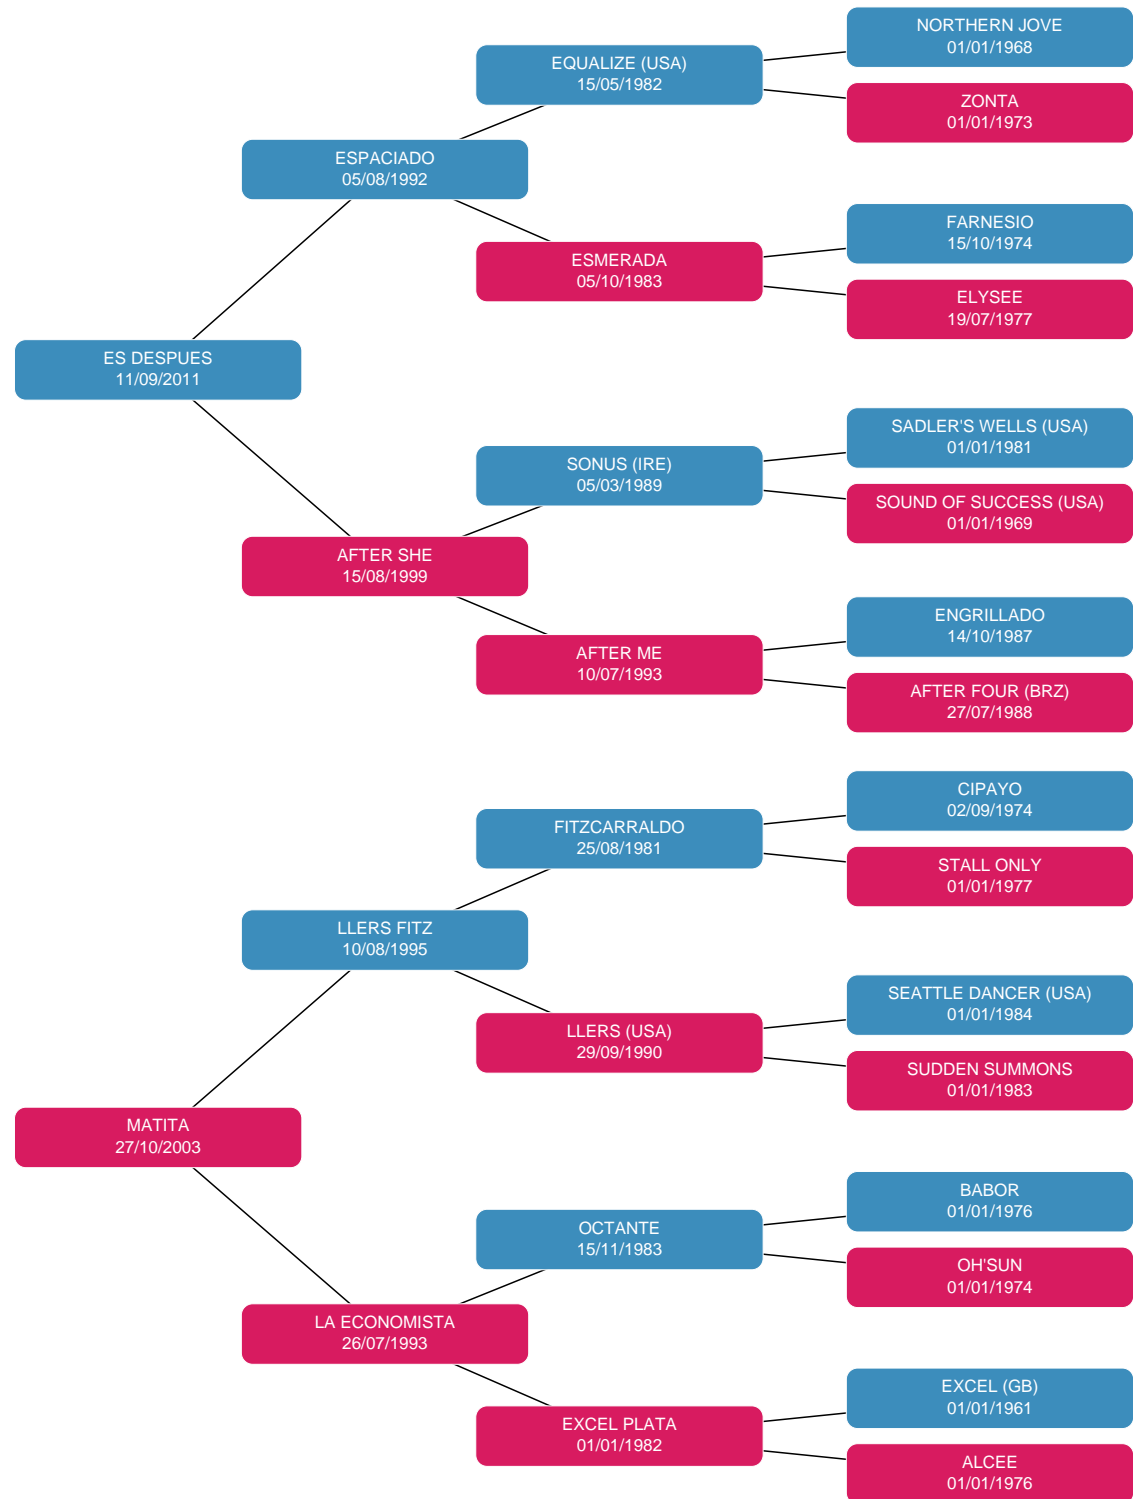 NORTHERN JOVE
01/01/1968
EQUALIZE (USA)
15/05/1982
ZONTA
01/01/1973
ESPACIADO
05/08/1992
FARNESIO
15/10/1974
ESMERADA
05/10/1983
ELYSEE
19/07/1977
ES DESPUES
11/09/2011
SADLER'S WELLS (USA)
01/01/1981
SONUS (IRE)
05/03/1989
SOUND OF SUCCESS (USA)
01/01/1969
AFTER SHE
15/08/1999
ENGRILLADO
14/10/1987
AFTER ME
10/07/1993
AFTER FOUR (BRZ)
27/07/1988
CIPAYO
02/09/1974
FITZCARRALDO
25/08/1981
STALL ONLY
01/01/1977
LLERS FITZ
10/08/1995
SEATTLE DANCER (USA)
01/01/1984
LLERS (USA)
29/09/1990
SUDDEN SUMMONS
01/01/1983
MATITA
27/10/2003
BABOR
01/01/1976
OCTANTE
15/11/1983
OH'SUN
01/01/1974
LA ECONOMISTA
26/07/1993
EXCEL (GB)
01/01/1961
EXCEL PLATA
01/01/1982
ALCEE
01/01/1976